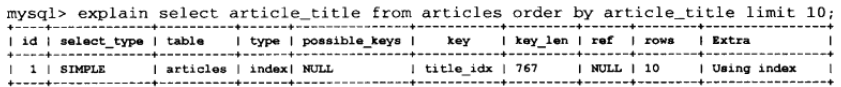 mysql> explain select article_title from articles order by article_title limit 10;
+----+-------------+----------+-------+---------------+-----------+---------+------+------+-------------+
| id | select_type | table | type | possible_keys | key | key_len | ref | rows | Extra |
+----+-------------+----------+-------+---------------+-----------+---------+------+------+-------------+
| 1 | SIMPLE | articles | index| NULL | title_idx | 767 | NULL | 10 | Using index |
+----+-------------+----------+-------+---------------+-----------+---------+------+------+-------------+